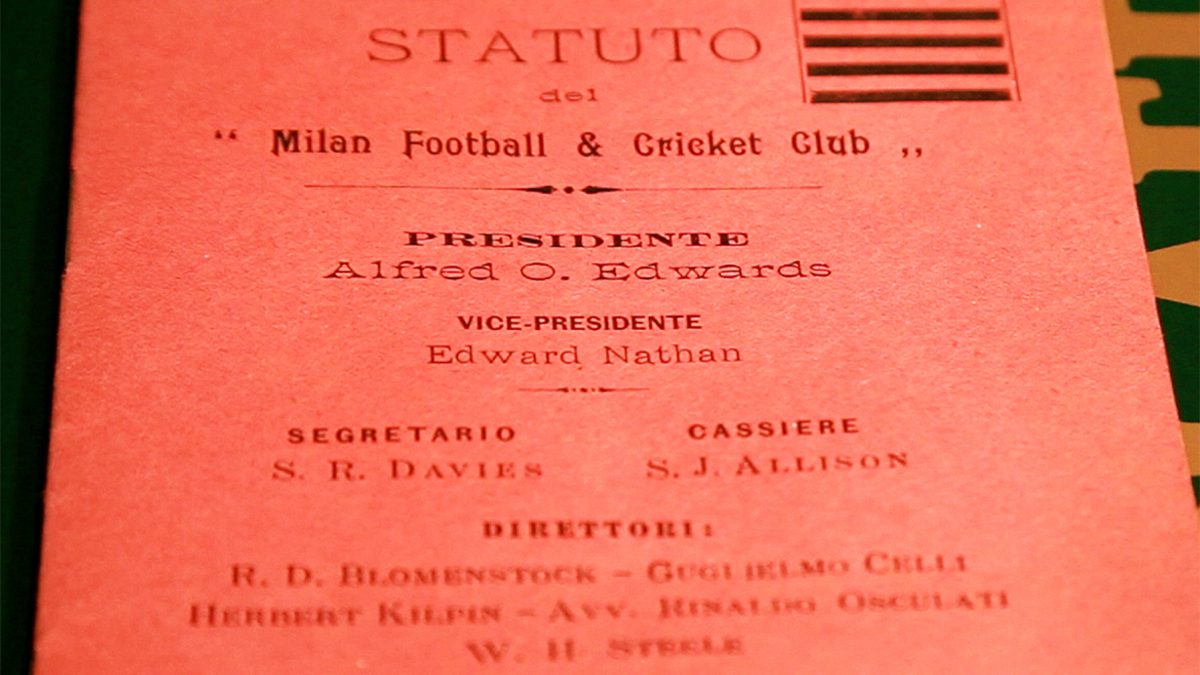 STATUTO
del
“ Milan Football & Cricket Club „
PRESIDENTE
Alfred O. Edwards
VICE-PRESIDENTE
Edward Nathan
SEGRETARIO CASSIERE
S. R. DAVIES S. J. ALLISON
DIRETTORI:
R. D. BLOMENSTOCK – GUGLIELMO CELLI
HERBERT KILPIN – AVV. RINALDO OSCULATI
W. H. STEELE